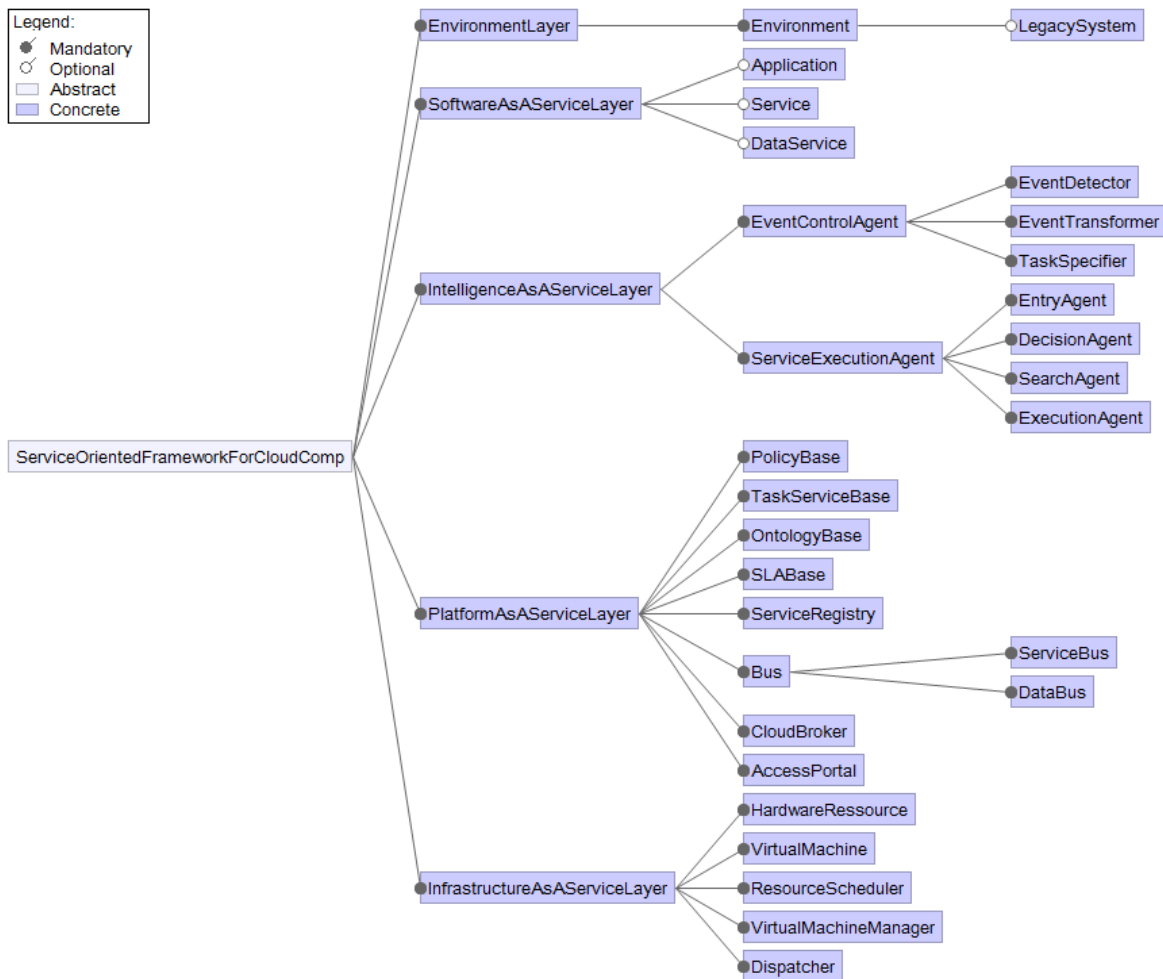 Legend:
Mandatory
Optional
Abstract
Concrete
ServiceOrientedFrameworkForCloudComp
EnvironmentLayer
Environment
LegacySystem
SoftwareAsAServiceLayer
Application
Service
DataService
IntelligenceAsAServiceLayer
EventControlAgent
EventDetector
EventTransformer
TaskSpecifier
ServiceExecutionAgent
EntryAgent
DecisionAgent
SearchAgent
ExecutionAgent
PlatformAsAServiceLayer
PolicyBase
TaskServiceBase
OntologyBase
SLABase
ServiceRegistry
Bus
ServiceBus
DataBus
CloudBroker
AccessPortal
InfrastructureAsAServiceLayer
HardwareRessource
VirtualMachine
ResourceScheduler
VirtualMachineManager
Dispatcher